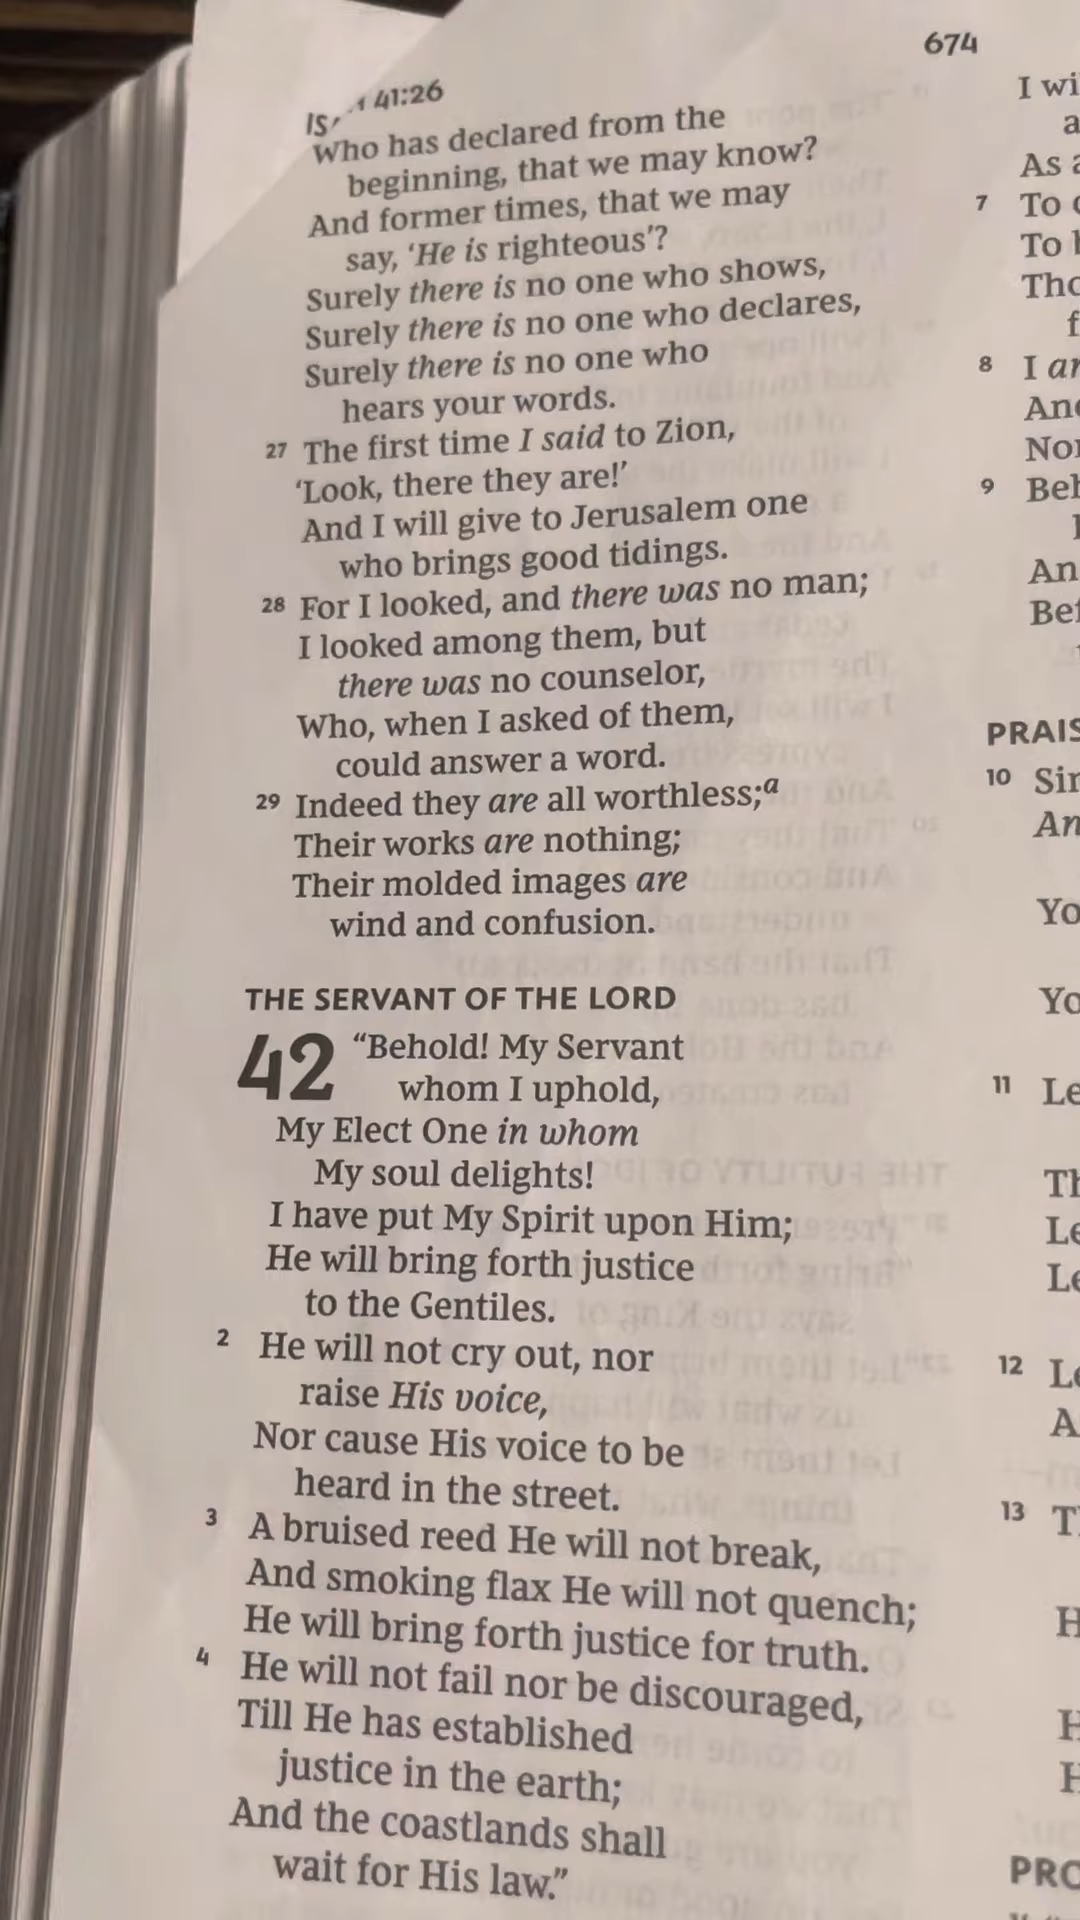 674
41:26
Who has declared from the
beginning, that we may know?
And former times, that we may
say, ‘He is righteous’?
Surely there is no one who shows,
Surely there is no one who declares,
Surely there is no one who
hears your words.
27 The first time I said to Zion,
‘Look, there they are!’
And I will give to Jerusalem one
who brings good tidings.
28 For I looked, and there was no man;
I looked among them, but
there was no counselor,
Who, when I asked of them,
could answer a word.
29 Indeed they are all worthless;a
Their works are nothing;
Their molded images are
wind and confusion.
THE SERVANT OF THE LORD
42 “Behold! My Servant
whom I uphold,
My Elect One in whom
My soul delights!
I have put My Spirit upon Him;
He will bring forth justice
to the Gentiles.
2 He will not cry out, nor
raise His voice,
Nor cause His voice to be
heard in the street.
3 A bruised reed He will not break,
And smoking flax He will not quench;
He will bring forth justice for truth.
4 He will not fail nor be discouraged,
Till He has established
justice in the earth;
And the coastlands shall
wait for His law.”
I
As
7 To
To
8 I
9
10
11
12
13